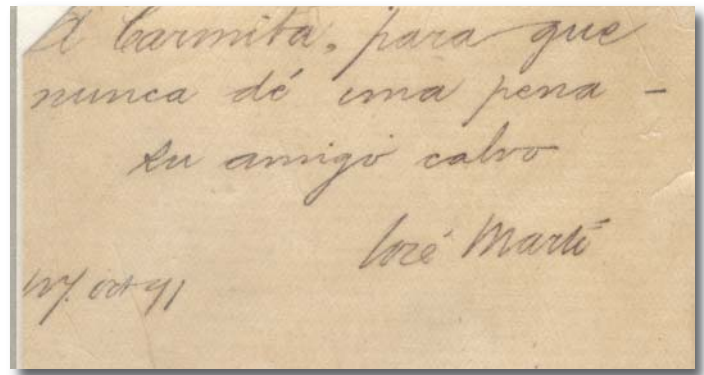 A Carmita, para que
nunca dé una pena –
su amigo calvo
José Martí
NY. oct 91